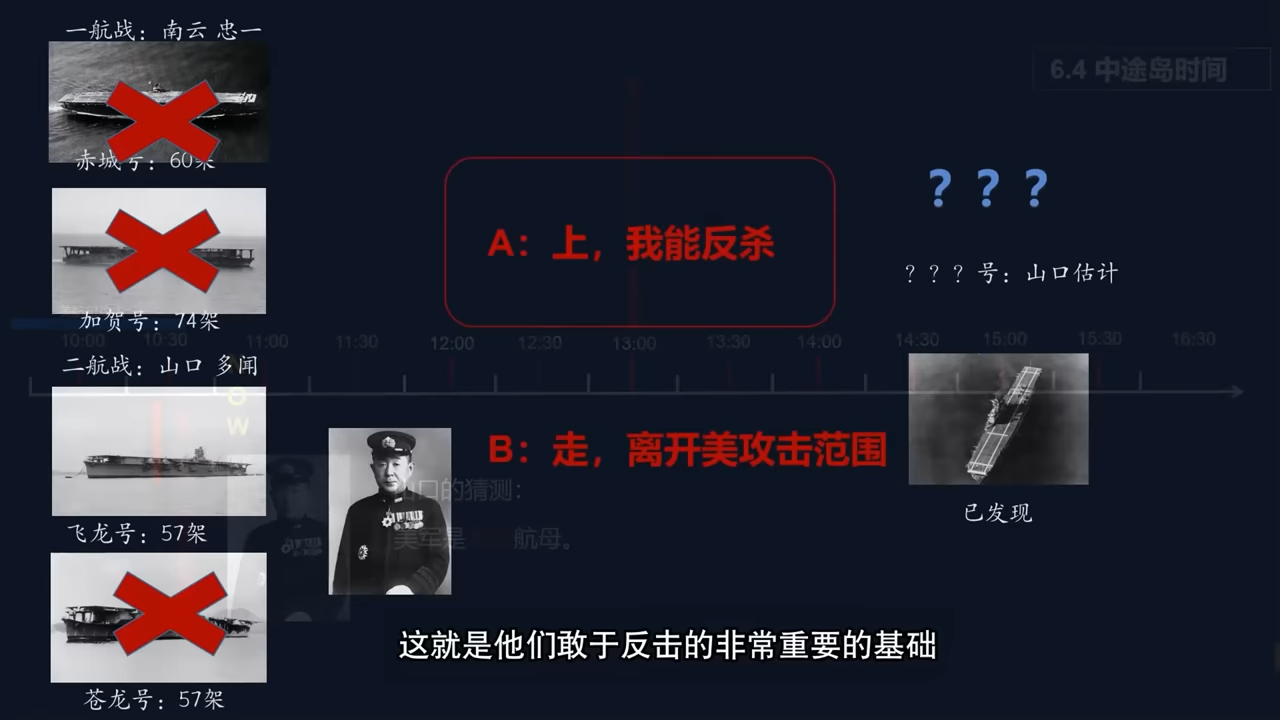 一航战：南云 忠一
6.4 中途岛时间
赤城号：60架
？？？
A：上，我能反杀
？？？号：山口估计
加贺号：74架
10:00 10:30 11:00 11:30 12:00 12:30 13:00 13:30 14:00 14:30 15:00 15:30 16:30
二航战：山口 多闻
B：走，离开美攻击范围
山口的猜测：
已发现
飞龙号：57架
美军是 航母。
这就是他们敢于反击的非常重要的基础
苍龙号：57架